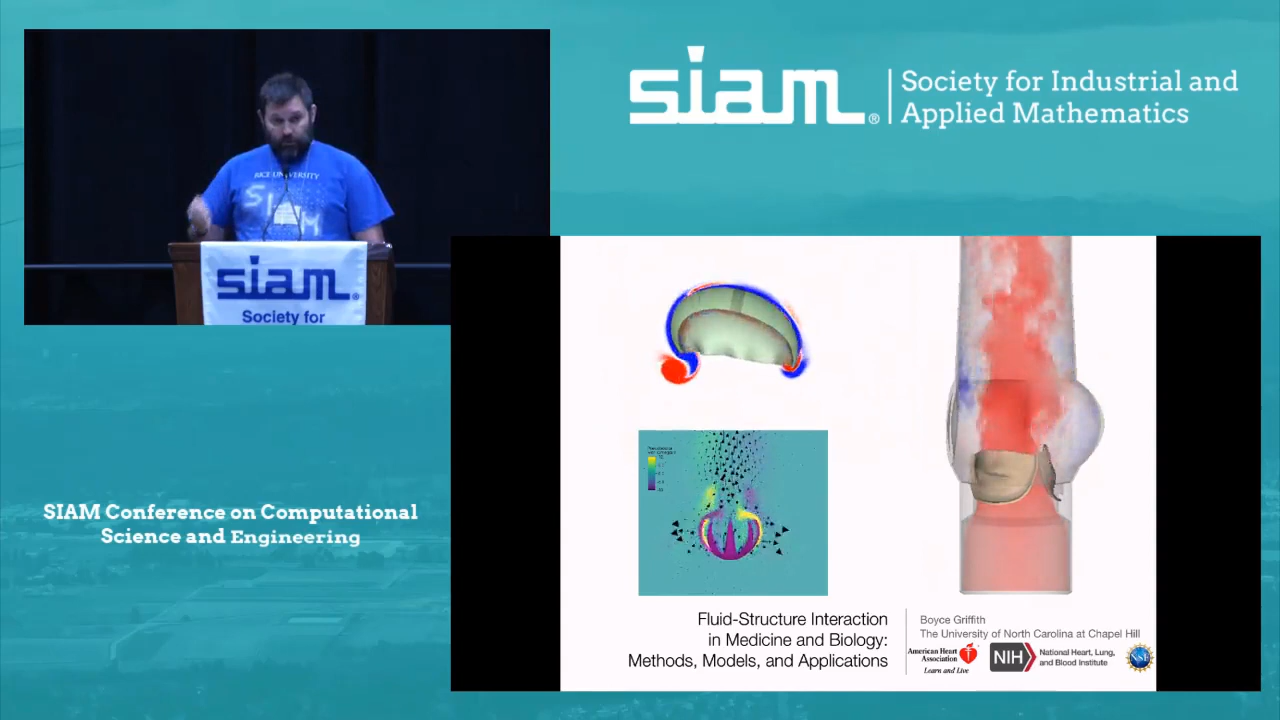 siam®
Society for Industrial and
Applied Mathematics
RICE UNIVERSITY
SIAM
siam®
Society for
SIAM Conference on Computational
Science and Engineering
Fluid-Structure Interaction
in Medicine and Biology:
Methods, Models, and Applications
Boyce Griffith
The University of North Carolina at Chapel Hill
American Heart
Association
Learn and Live
NIH
National Heart, Lung,
and Blood Institute
NSF